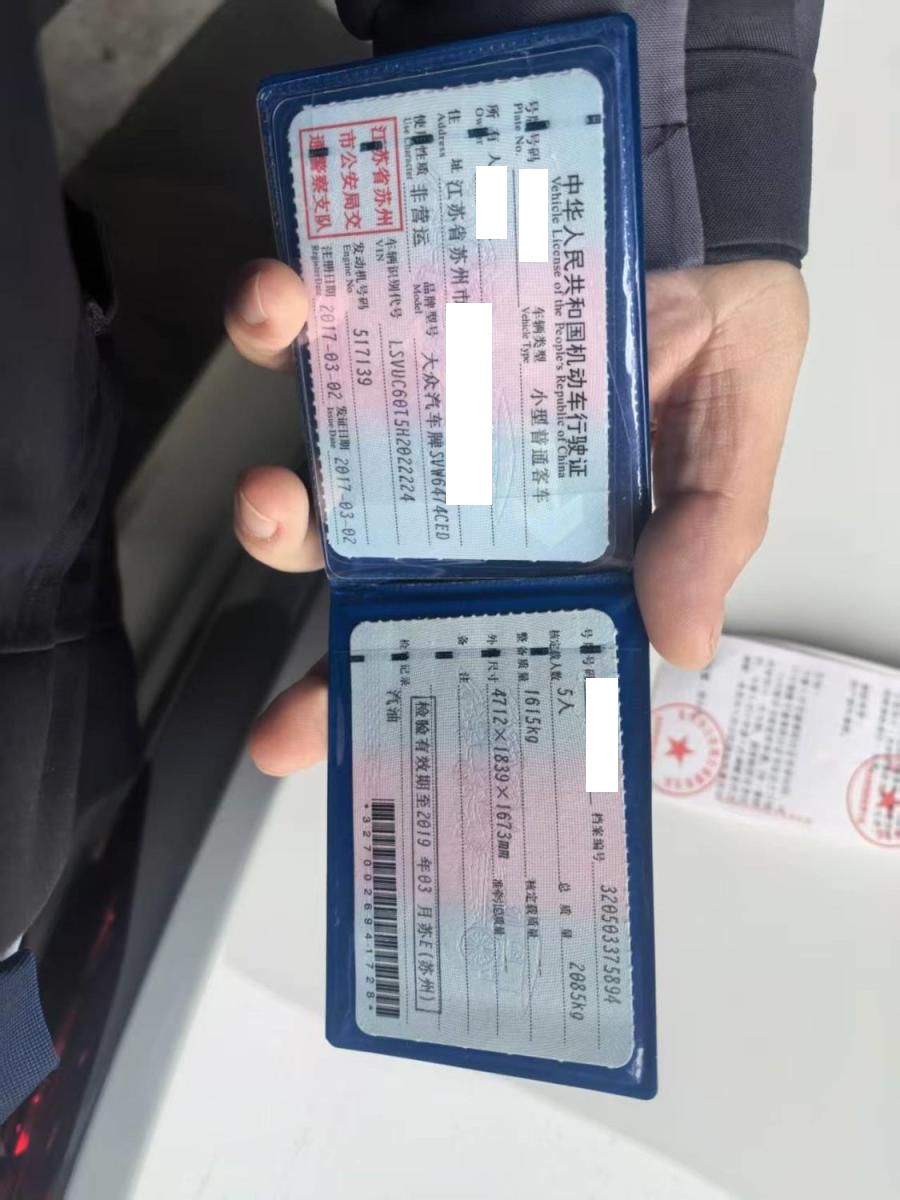 中华人民共和国机动车行驶证
Vehicle License of the People's Republic of China
号牌号码
Plate No.
车辆类型 小型普通客车
Vehicle Type
所有人
Owner
住址 江苏省苏州市
Address
使用性质 非营运
Use Character
品牌型号 大众汽车牌SVW6474CED
Model
江苏省苏州
市公安局交
通警察支队
车辆识别代号 LSVUC60T5H2022224
VIN
发动机号码 517139
Engine No.
注册日期 2017-03-02 发证日期 2017-03-02
Register Date Issue Date
号牌号码 档案编号 320503375894
核定载人数 5人 总质量 2085kg
整备质量 1615kg 核定载质量
外廓尺寸 4712×1839×1673mm 准牵引总质量
备注
检验有效期至2019年03月苏E(苏州)
检验记录 汽油
*3270026941728*